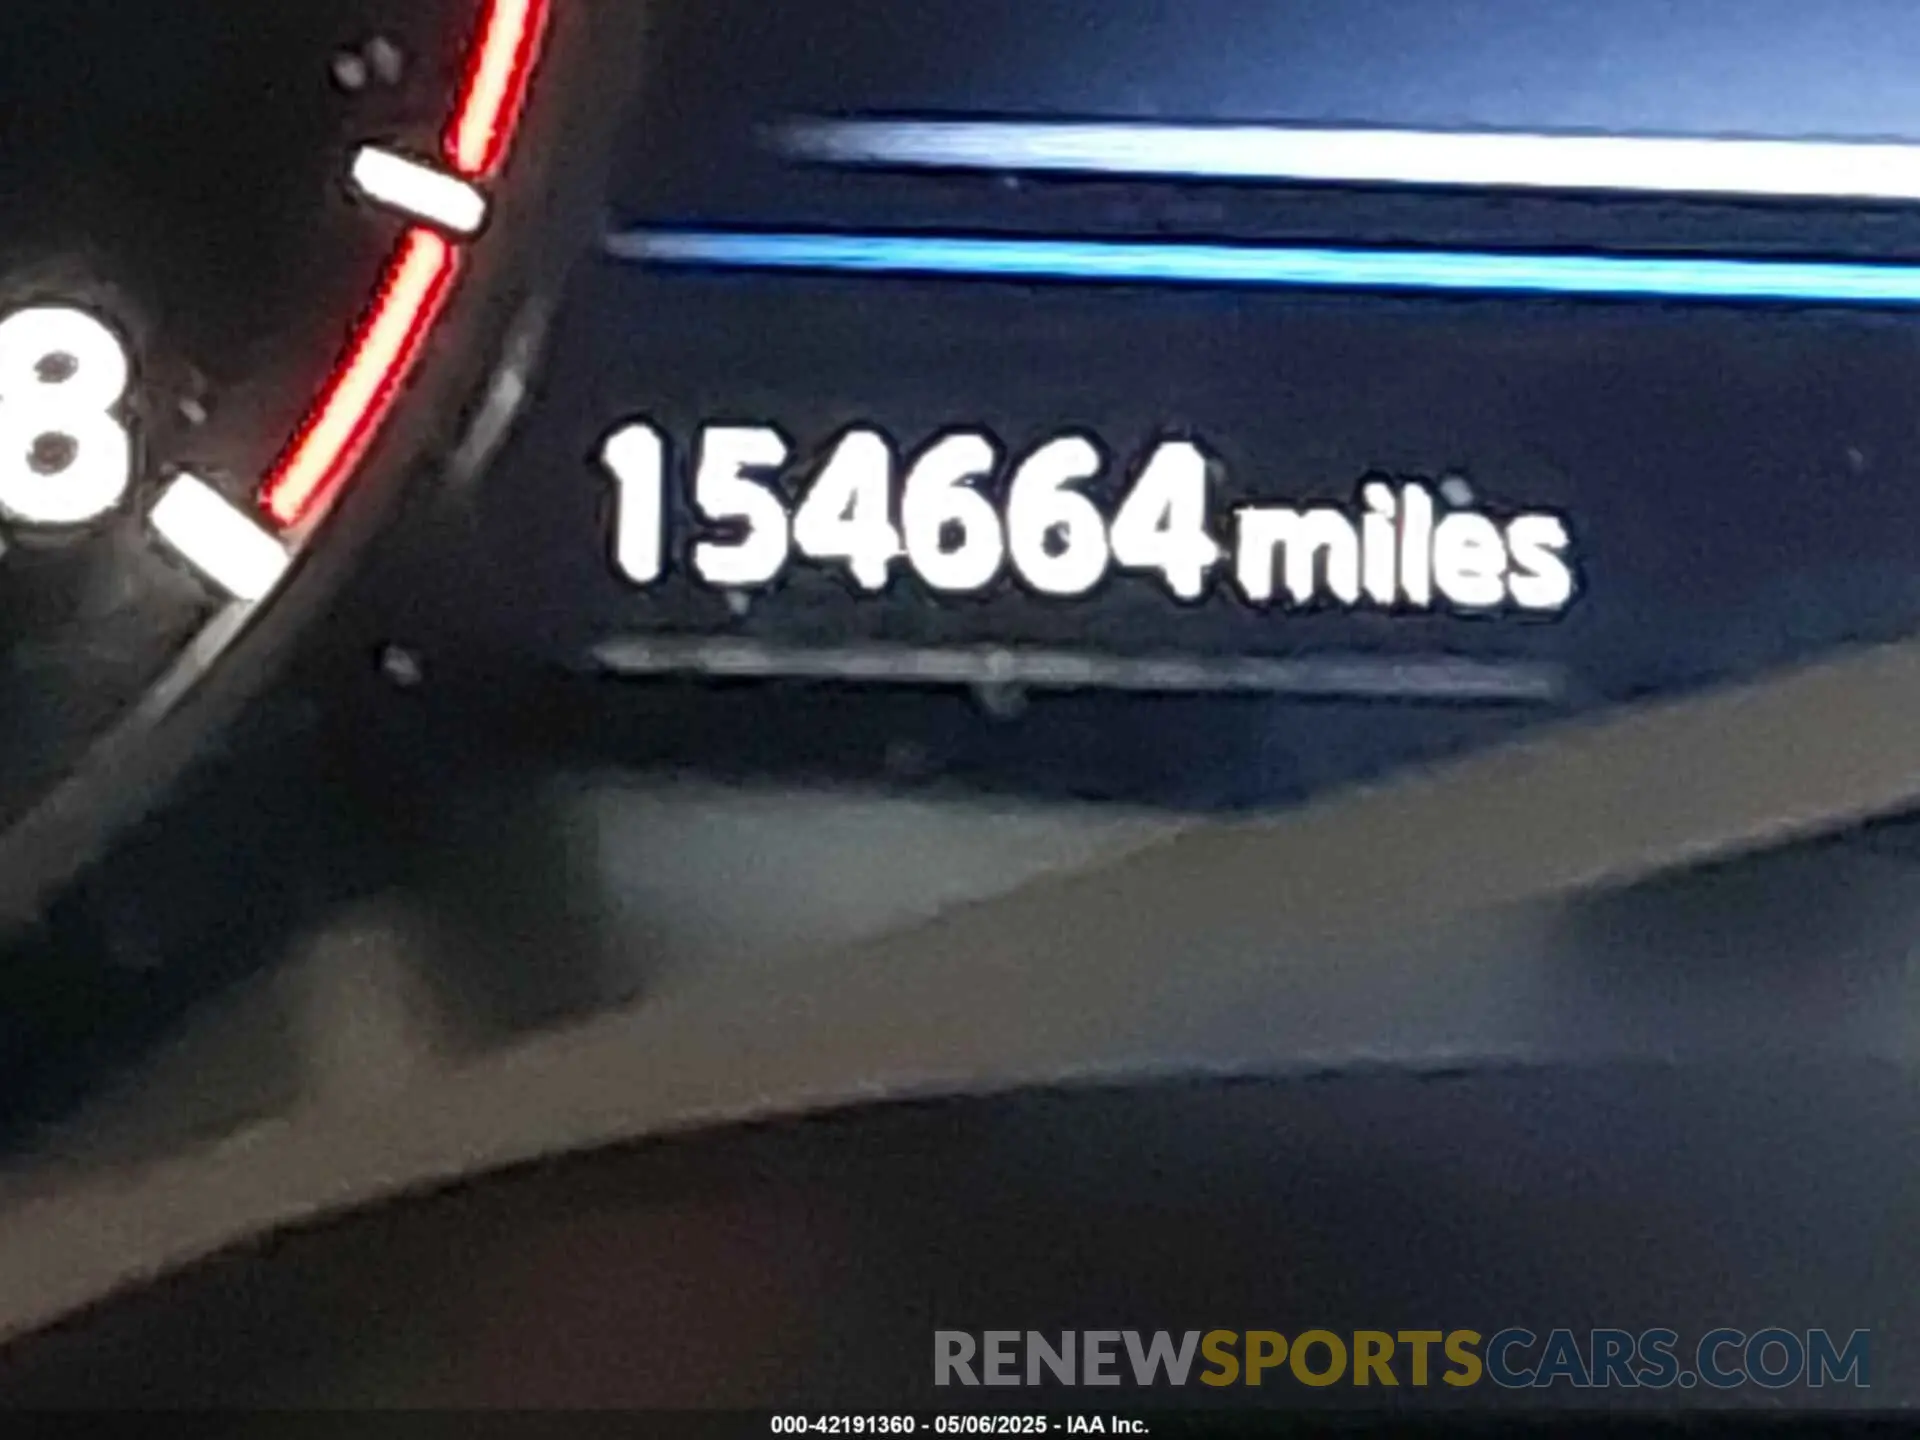 8
154664 miles
RENEWSPORTSCARS.COM
000-42191360 - 05/06/2025 - IAA Inc.